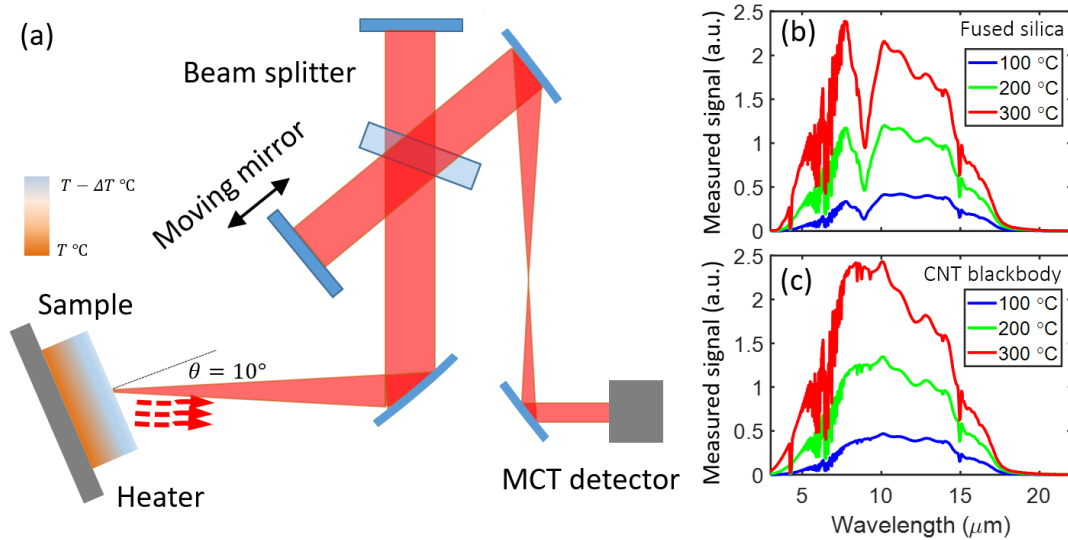 (a)
Beam splitter
Moving mirror
T − ΔT °C
T °C
Sample
θ = 10°
Heater
MCT detector
(b)
Fused silica
100 °C
200 °C
300 °C
Measured signal (a.u.)
2.5
2
1.5
1
0.5
0
(c)
CNT blackbody
100 °C
200 °C
300 °C
Measured signal (a.u.)
2.5
2
1.5
1
0.5
0
5 10 15 20
Wavelength (μm)